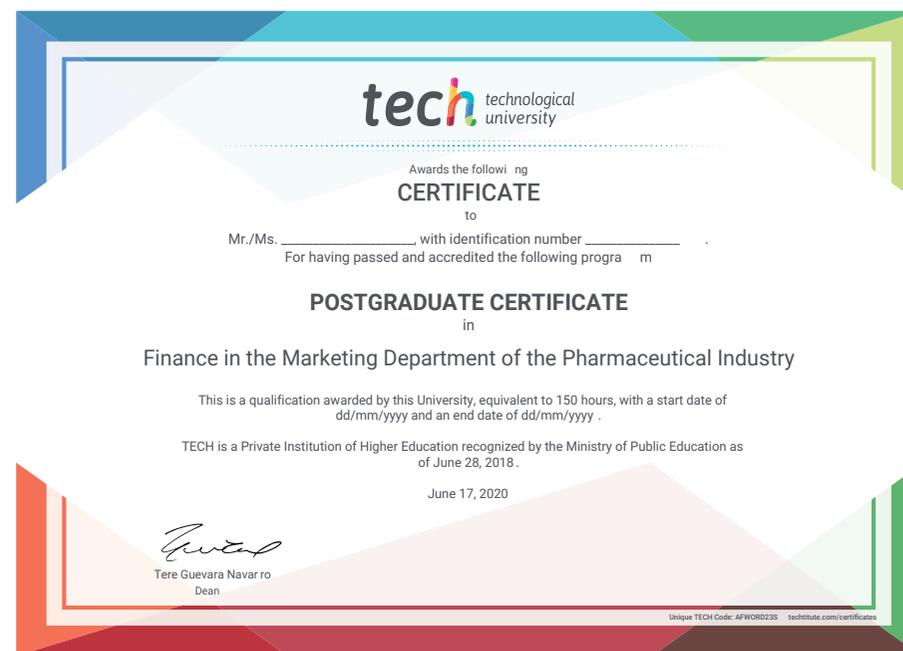 tech technological
university
Awards the followi ng
CERTIFICATE
to
Mr./Ms. ____________________, with identification number ______________ .
For having passed and accredited the following progra m
POSTGRADUATE CERTIFICATE
in
Finance in the Marketing Department of the Pharmaceutical Industry
This is a qualification awarded by this University, equivalent to 150 hours, with a start date of
dd/mm/yyyy and an end date of dd/mm/yyyy .
TECH is a Private Institution of Higher Education recognized by the Ministry of Public Education as
of June 28, 2018 .
June 17, 2020
Tere Guevara Navar ro
Dean
Unique TECH Code: AFWORD23S techtitute.com/certificates